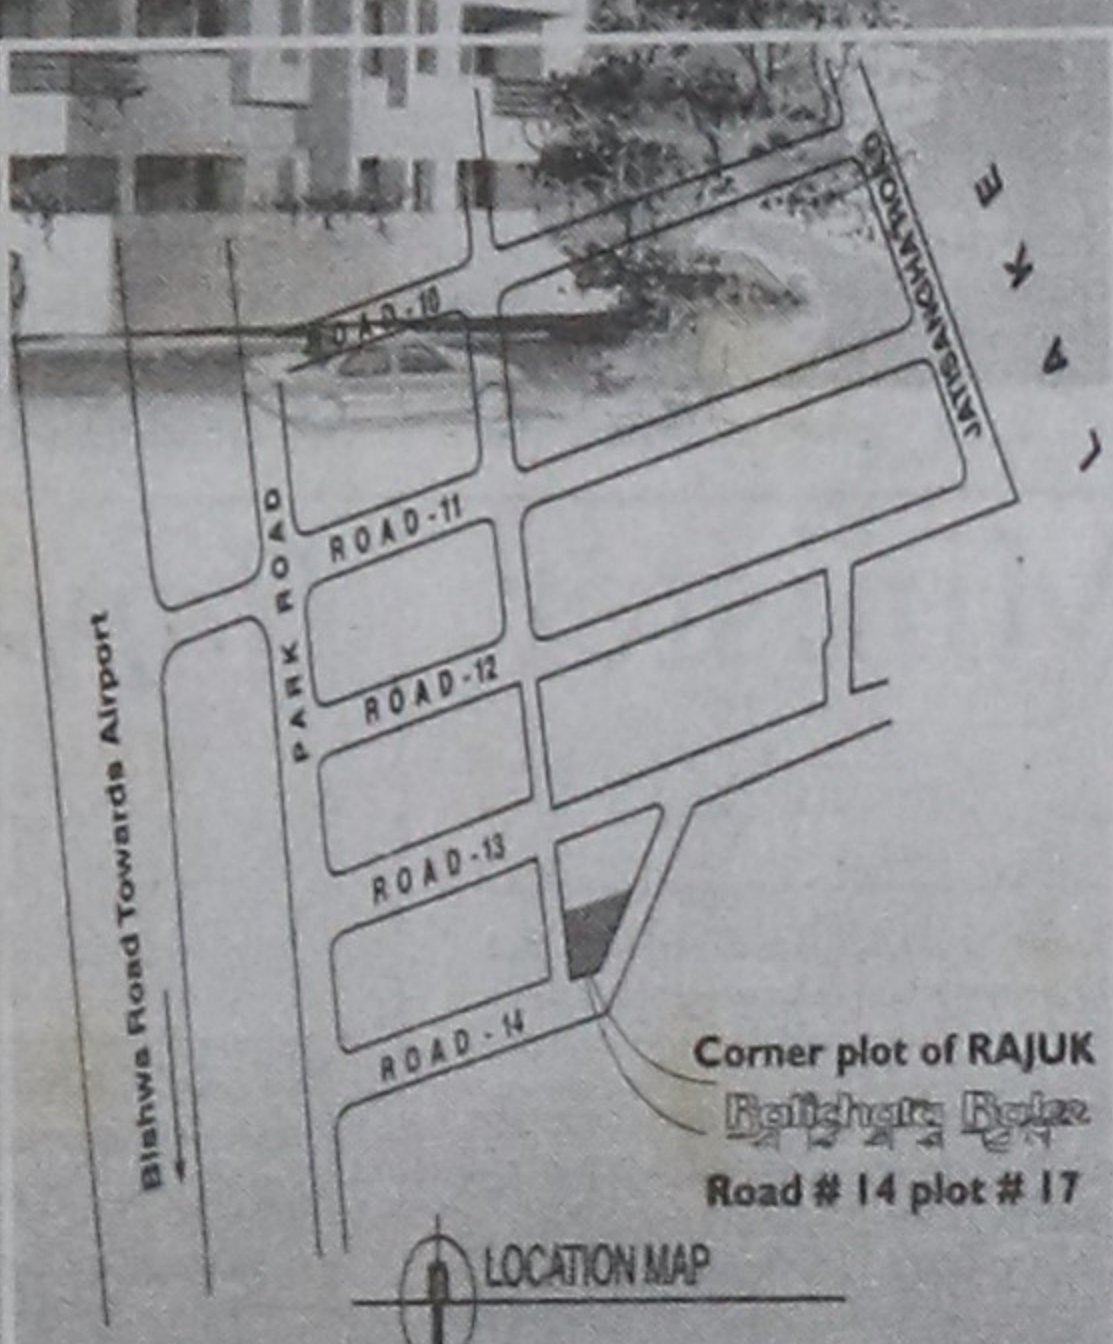 LAKE
JATISANGHA ROAD
ROAD-10
ROAD-11
PARK ROAD
ROAD-12
Bishwa Road Towards Airport
ROAD-13
ROAD-14
Corner plot of RAJUK
Road # 14 plot # 17
LOCATION MAP